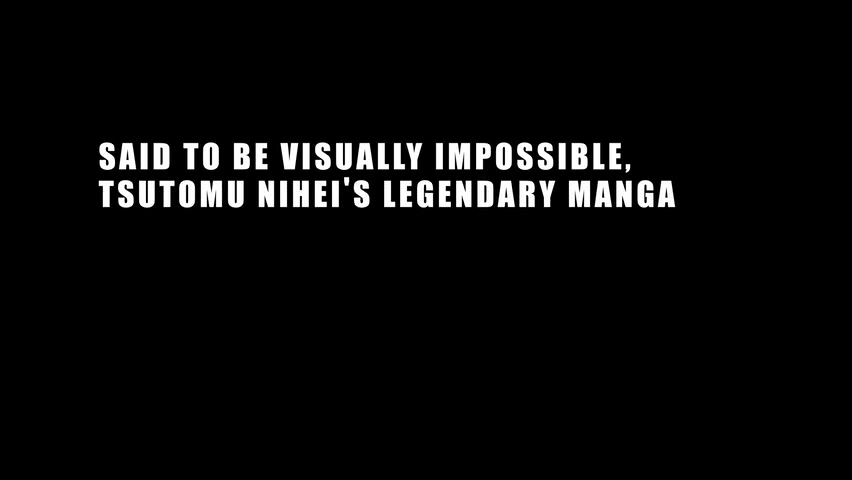 SAID TO BE VISUALLY IMPOSSIBLE,
TSUTOMU NIHEI'S LEGENDARY MANGA